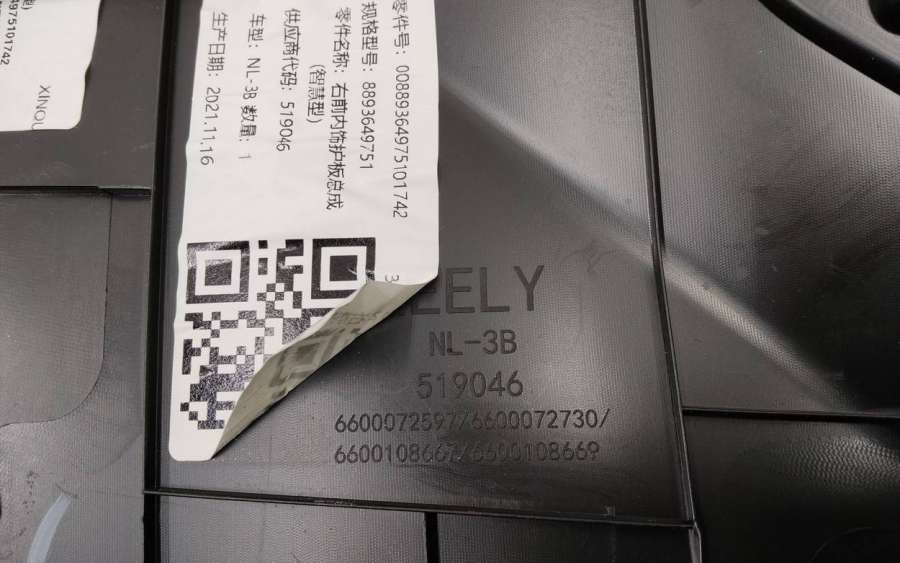 零件号：00889364975101742
规格型号：8893649751
零件名称：右前内饰护板总成
(智慧型)
供应商代码：519046
车型：NL-3B 数量：1
生产日期：2021.11.16
EELY
NL-3B
519046
6600072597/6600072730/
6600108667/6600108669
4975101742
XINQU